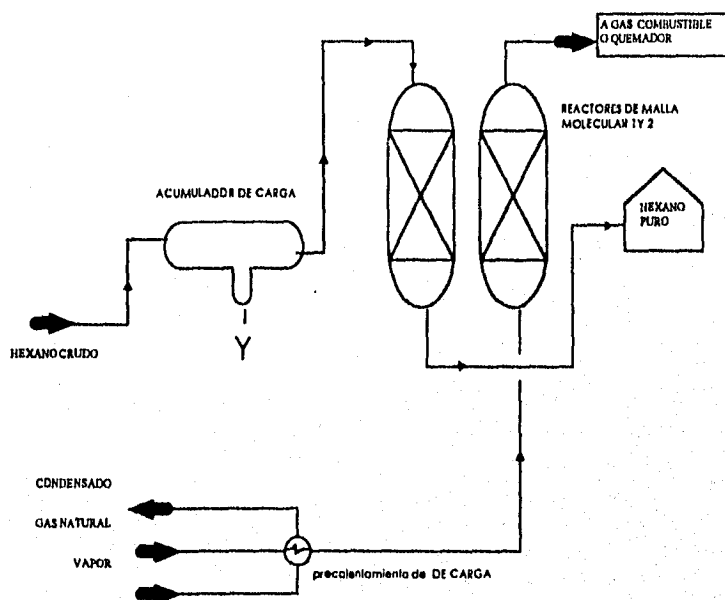 A GAS COMBUSTIBLE
O QUEMADOR
REACTORES DE MALLA
MOLECULAR 1Y 2
ACUMULADOR DE CARGA
HEXANO
PURO
HEXANO CRUDO
CONDENSADO
GAS NATURAL
VAPOR
precalentamiento de DE CARGA